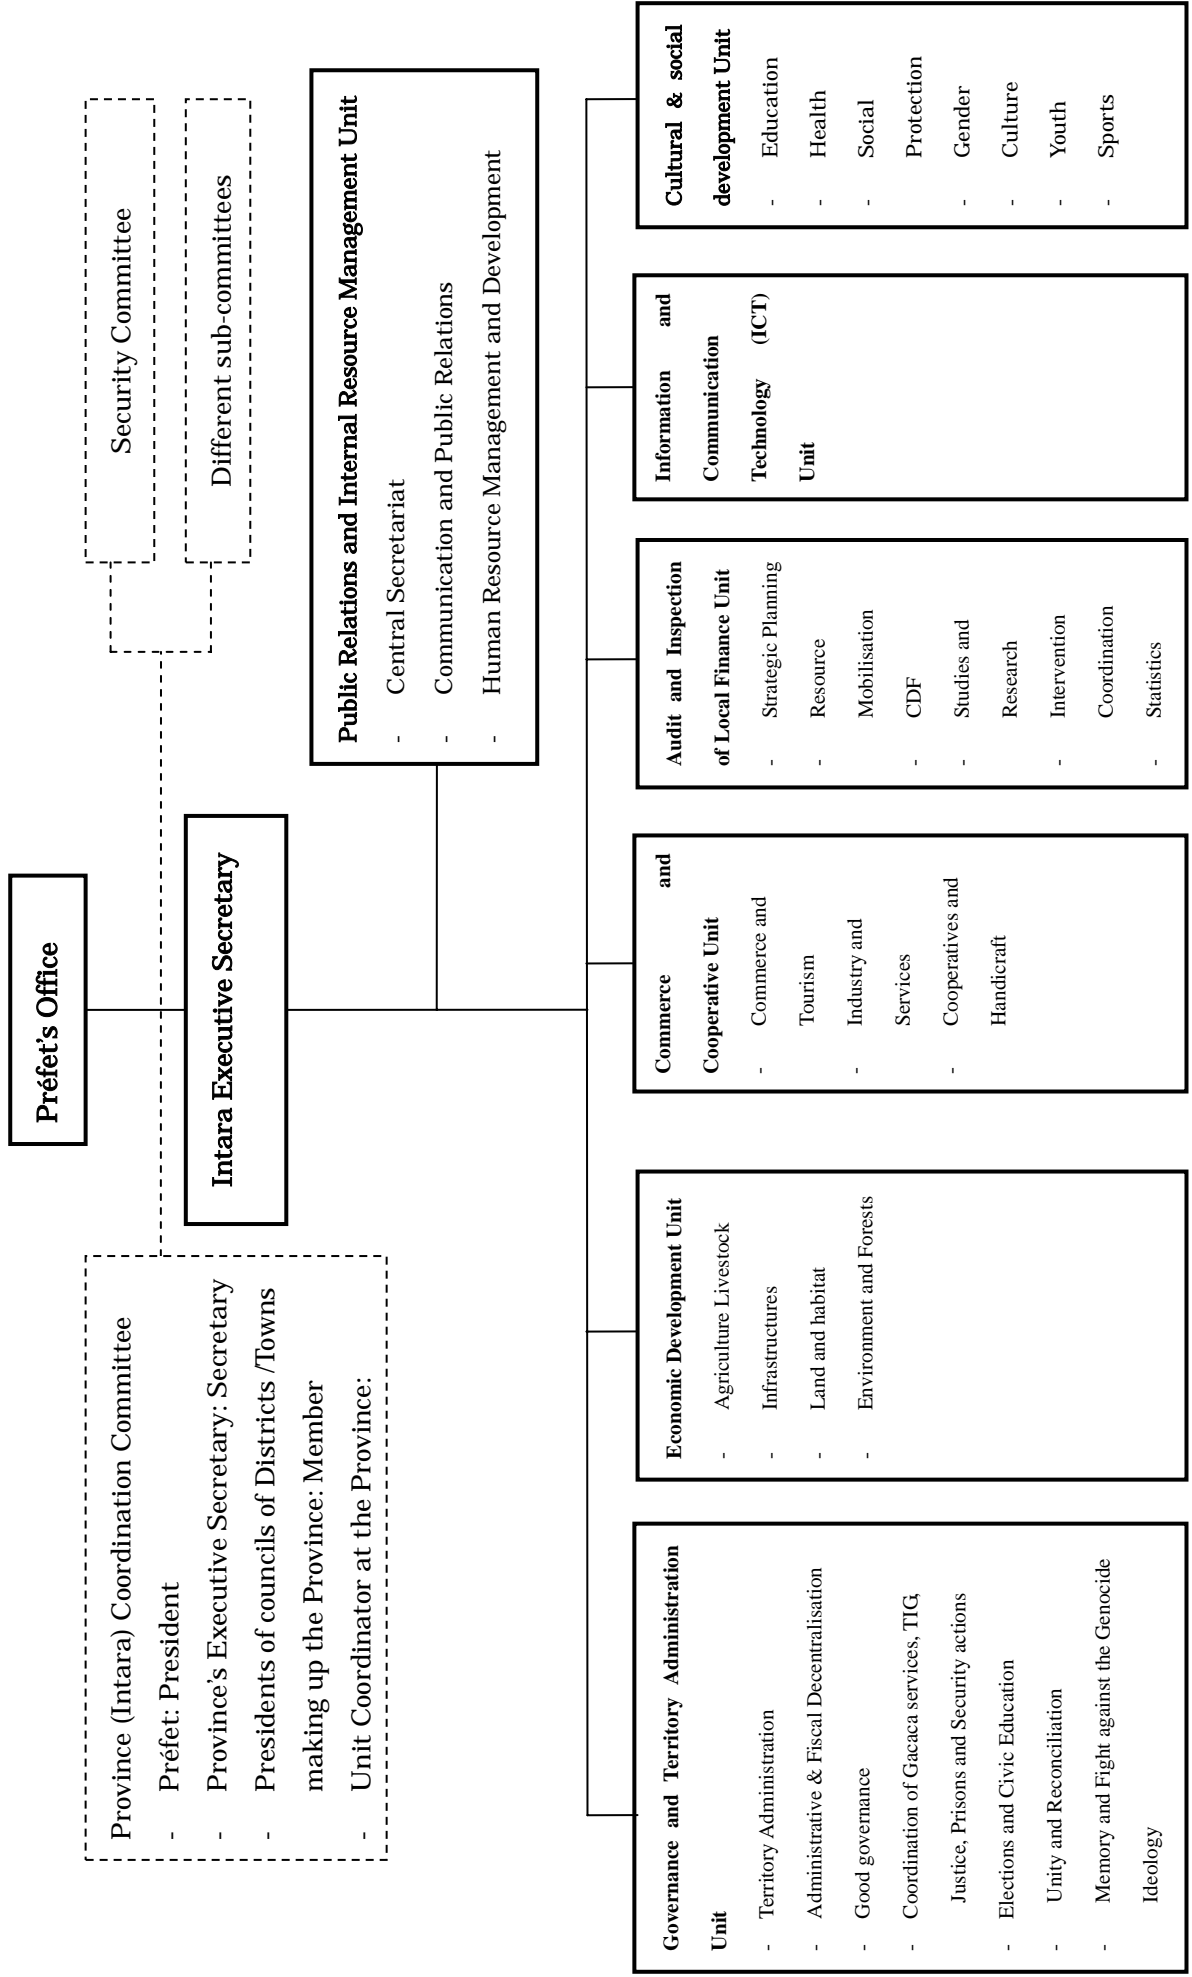 Préfet's Office
Province (Intara) Coordination Committee
- Préfet: President
- Province's Executive Secretary: Secretary
- Presidents of councils of Districts /Towns
making up the Province: Member
- Unit Coordinator at the Province:
Security Committee
Different sub-committees
Intara Executive Secretary
Public Relations and Internal Resource Management Unit
- Central Secretariat
- Communication and Public Relations
- Human Resource Management and Development
Governance and Territory Administration
Unit
- Territory Administration
- Administrative & Fiscal Decentralisation
- Good governance
- Coordination of Gacaca services, TIG,
Justice, Prisons and Security actions
- Elections and Civic Education
- Unity and Reconciliation
- Memory and Fight against the Genocide
Ideology
Economic Development Unit
- Agriculture Livestock
- Infrastructures
- Land and habitat
- Environment and Forests
Commerce and
Cooperative Unit
- Commerce and
Tourism
- Industry and
Services
- Cooperatives and
Handicraft
Audit and Inspection
of Local Finance Unit
- Strategic Planning
- Resource
Mobilisation
- CDF
- Studies and
Research
- Intervention
Coordination
- Statistics
Information and
Communication
Technology (ICT)
Unit
Cultural & social
development Unit
- Education
- Health
- Social
Protection
- Gender
- Culture
- Youth
- Sports